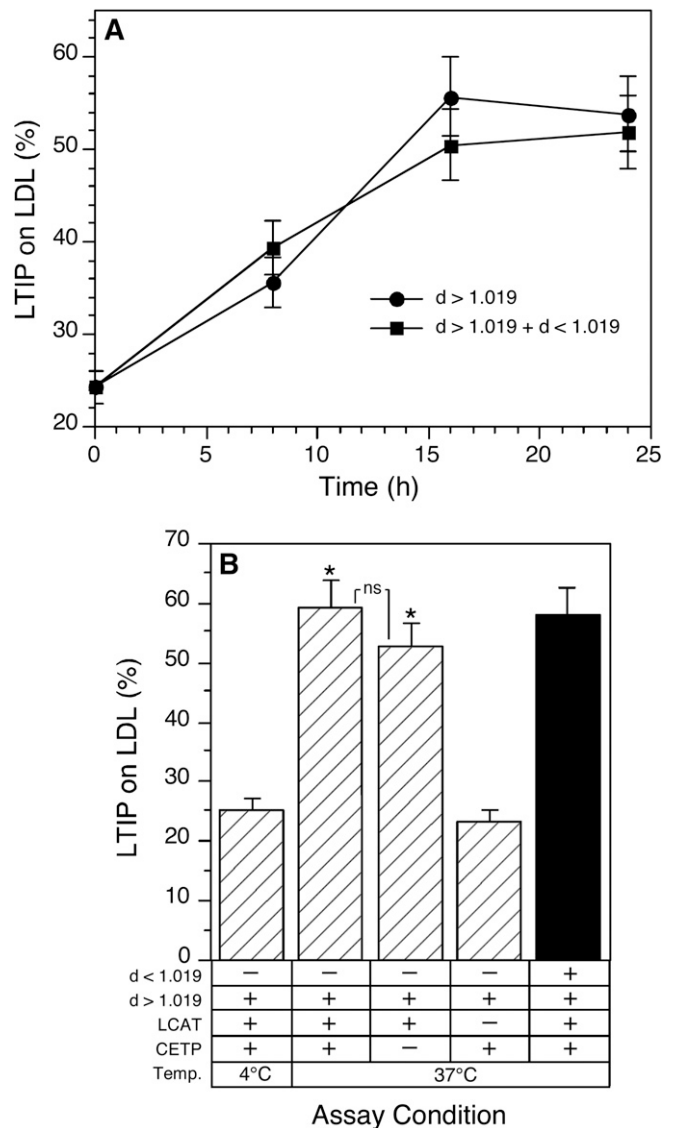 A
60
50
40
30
20
LTIP on LDL (%)
d > 1.019
d > 1.019 + d < 1.019
0 5 10 15 20 25
Time (h)
B
70
60
50
40
30
20
10
0
LTIP on LDL (%)
* ns *
d < 1.019 − − − − +
d > 1.019 + + + + +
LCAT + + + − +
CETP + + − + +
Temp. 4°C 37°C
Assay Condition